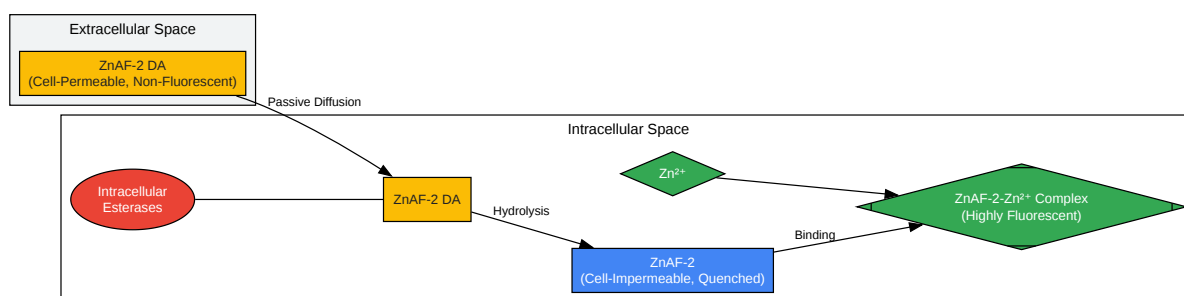 Extracellular Space
ZnAF-2 DA
(Cell-Permeable, Non-Fluorescent)
Passive Diffusion
Intracellular Space
Intracellular
Esterases
ZnAF-2 DA
Hydrolysis
Zn²⁺
ZnAF-2
(Cell-Impermeable, Quenched)
Binding
ZnAF-2-Zn²⁺ Complex
(Highly Fluorescent)